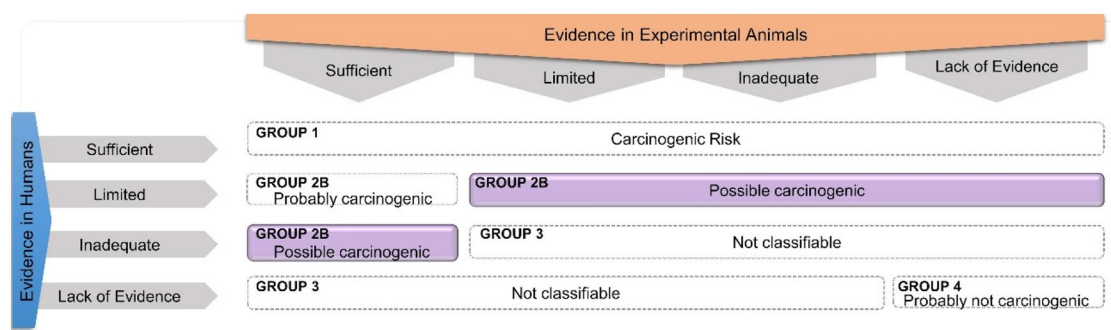 Evidence in Experimental Animals
Sufficient
Limited
Inadequate
Lack of Evidence
Evidence in Humans
Sufficient
GROUP 1
Carcinogenic Risk
Limited
GROUP 2B
Probably carcinogenic
GROUP 2B
Possible carcinogenic
Inadequate
GROUP 2B
Possible carcinogenic
GROUP 3
Not classifiable
Lack of Evidence
GROUP 3
Not classifiable
GROUP 4
Probably not carcinogenic